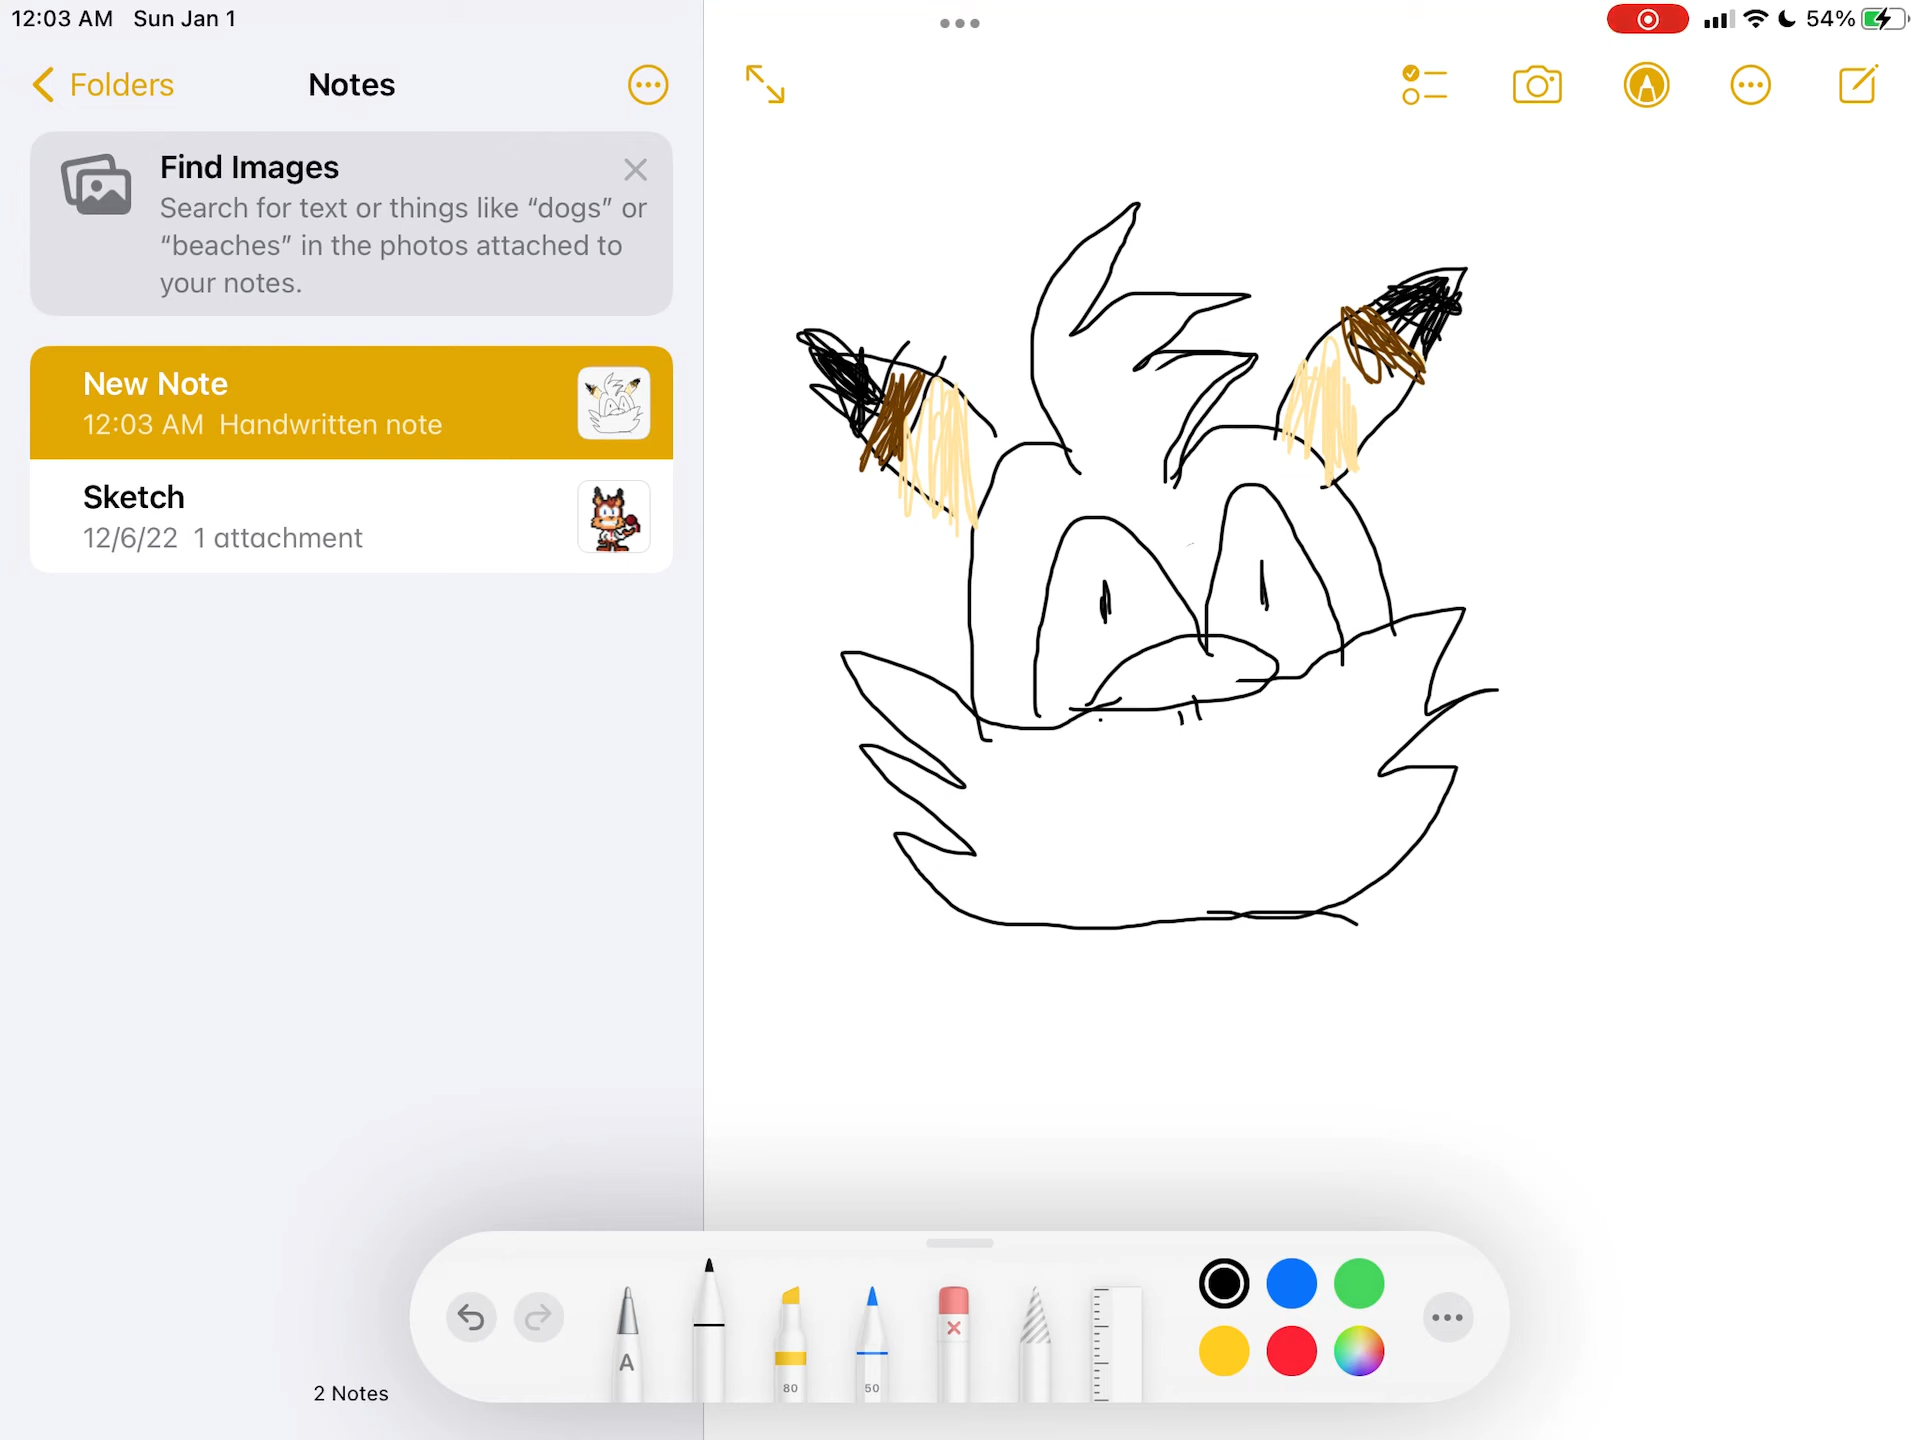 12:03 AM Sun Jan 1
54%
Folders
Notes
Find Images
Search for text or things like “dogs” or
“beaches” in the photos attached to
your notes.
New Note
12:03 AM Handwritten note
Sketch
12/6/22 1 attachment
A
80
50
2 Notes